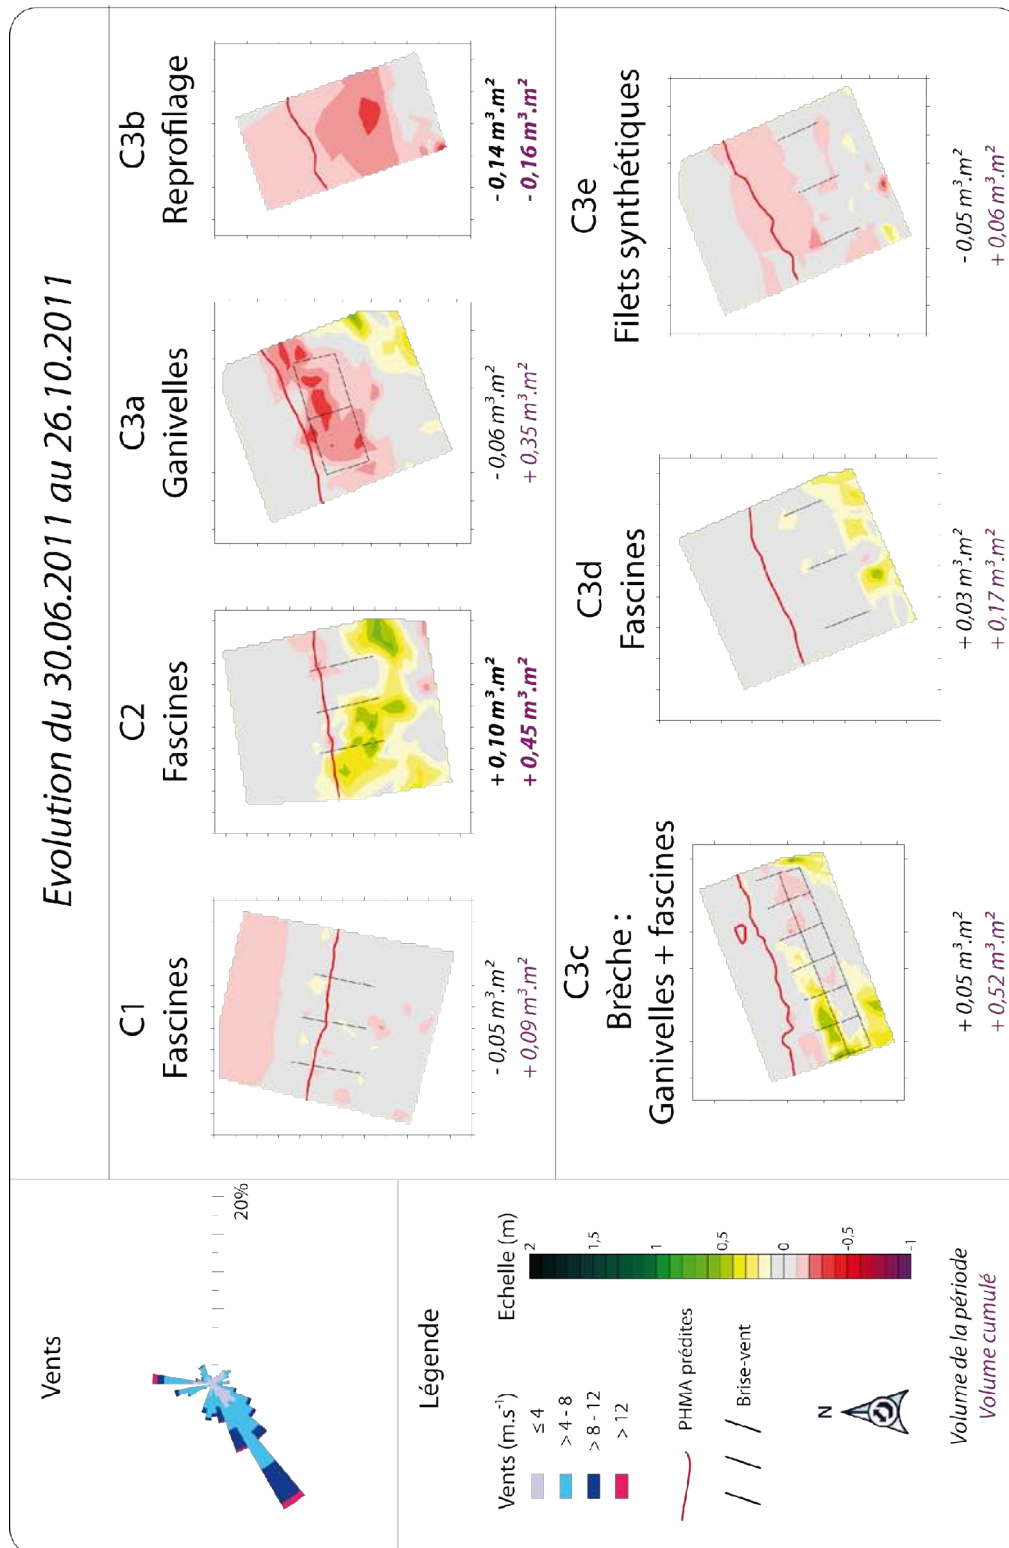 Evolution du 30.06.2011 au 26.10.2011
Vents
20%
Légende
Vents (m.s⁻¹)
≤ 4
> 4 - 8
> 8 - 12
> 12
PHMA prédites
Brise-vent
N
Echelle (m)
2
1,5
1
0,5
0
-0,5
-1
Volume de la période
Volume cumulé
C1
Fascines
- 0,05 m³.m²
+ 0,09 m³.m²
C2
Fascines
+ 0,10 m³.m²
+ 0,45 m³.m²
C3a
Ganivelles
- 0,06 m³.m²
+ 0,35 m³.m²
C3b
Reprofilage
- 0,14 m³.m²
- 0,16 m³.m²
C3c
Brèche :
Ganivelles + fascines
+ 0,05 m³.m²
+ 0,52 m³.m²
C3d
Fascines
+ 0,03 m³.m²
+ 0,17 m³.m²
C3e
Filets synthétiques
- 0,05 m³.m²
+ 0,06 m³.m²